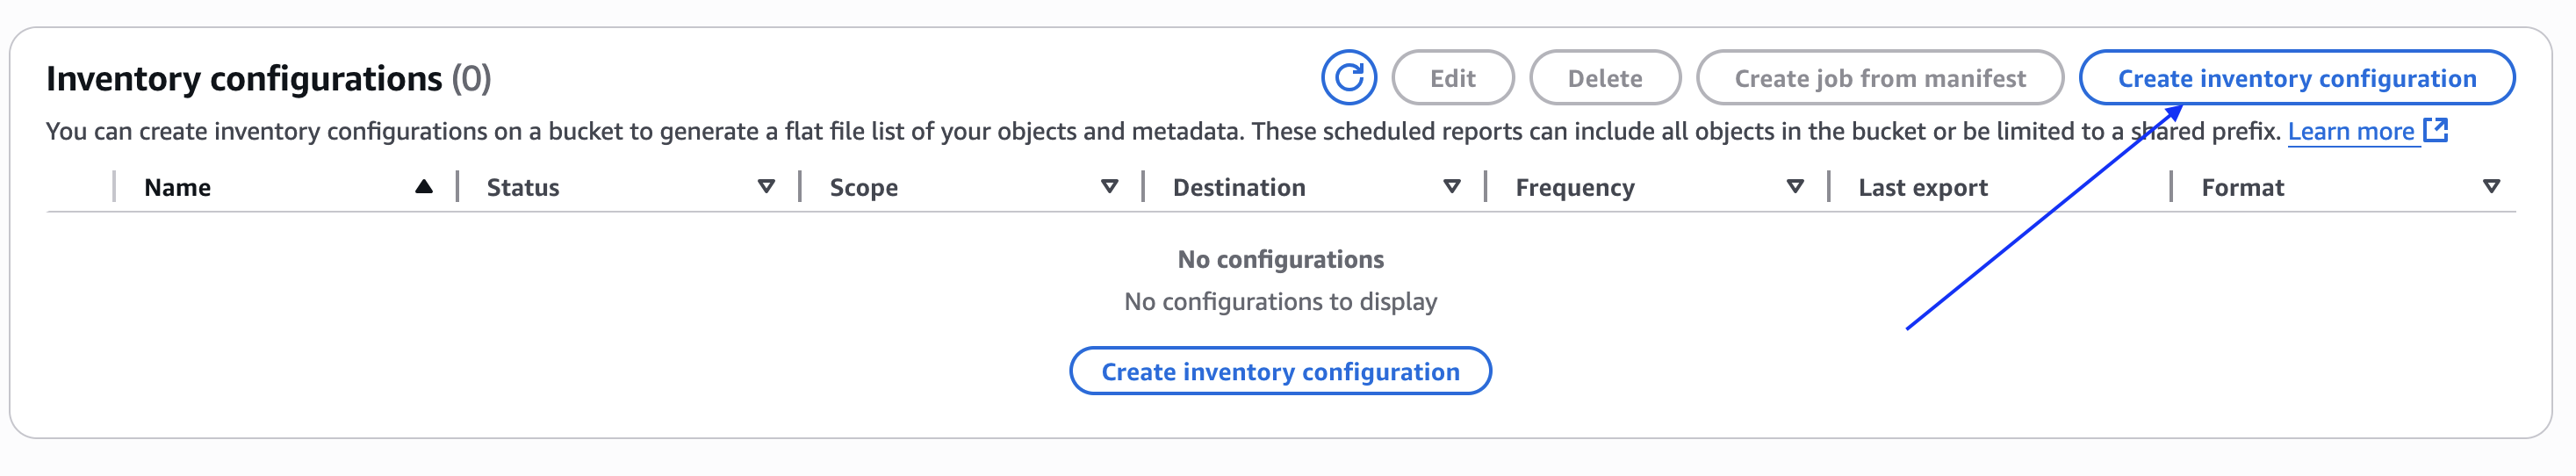 Inventory configurations (0)
Edit
Delete
Create job from manifest
Create inventory configuration
You can create inventory configurations on a bucket to generate a flat file list of your objects and metadata. These scheduled reports can include all objects in the bucket or be limited to a shared prefix. Learn more
Name
Status
Scope
Destination
Frequency
Last export
Format
No configurations
No configurations to display
Create inventory configuration